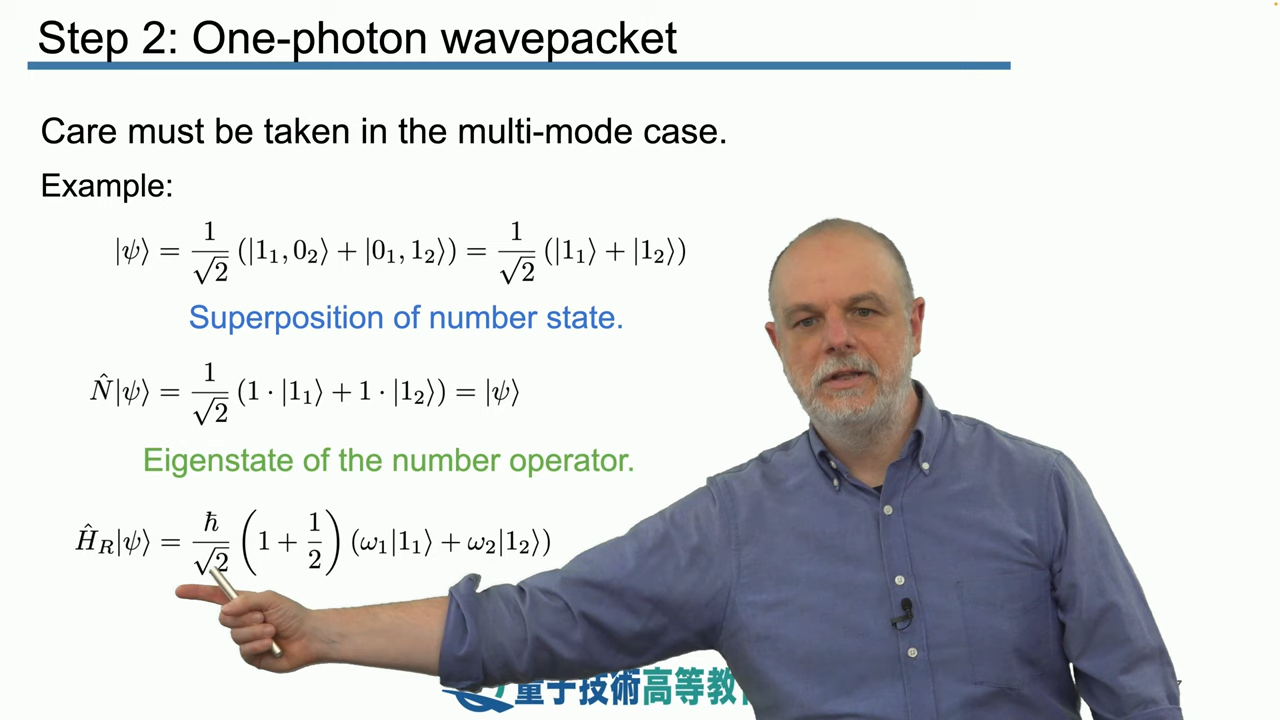 Step 2: One-photon wavepacket
Care must be taken in the multi-mode case.
Example:
|ψ⟩ = 1/√2 (|1₁, 0₂⟩ + |0₁, 1₂⟩) = 1/√2 (|1₁⟩ + |1₂⟩)
Superposition of number state.
N̂|ψ⟩ = 1/√2 (1 · |1₁⟩ + 1 · |1₂⟩) = |ψ⟩
Eigenstate of the number operator.
Ĥ_R|ψ⟩ = ħ/√2 (1 + 1/2) (ω₁|1₁⟩ + ω₂|1₂⟩)
量子技術高等教